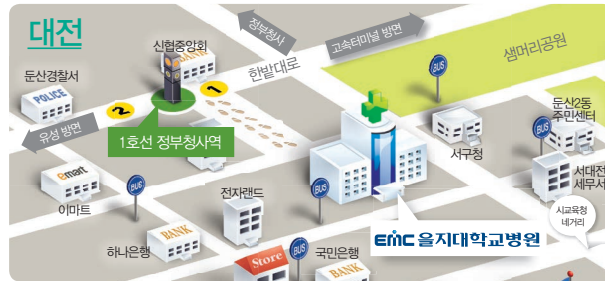 대전
정부청사
고속터미널 방면
샘머리공원
신협중앙회
BANK
한밭대로
둔산경찰서
POLICE
2
1
유성 방면
1호선 정부청사역
BUS
서구청
둔산2동
주민센터
BUS
서대전
세무서
emart
이마트
BUS
전자랜드
BUS
시교육청
네거리
EMC 을지대학교병원
하나은행
BANK
Store
BUS
국민은행
BANK